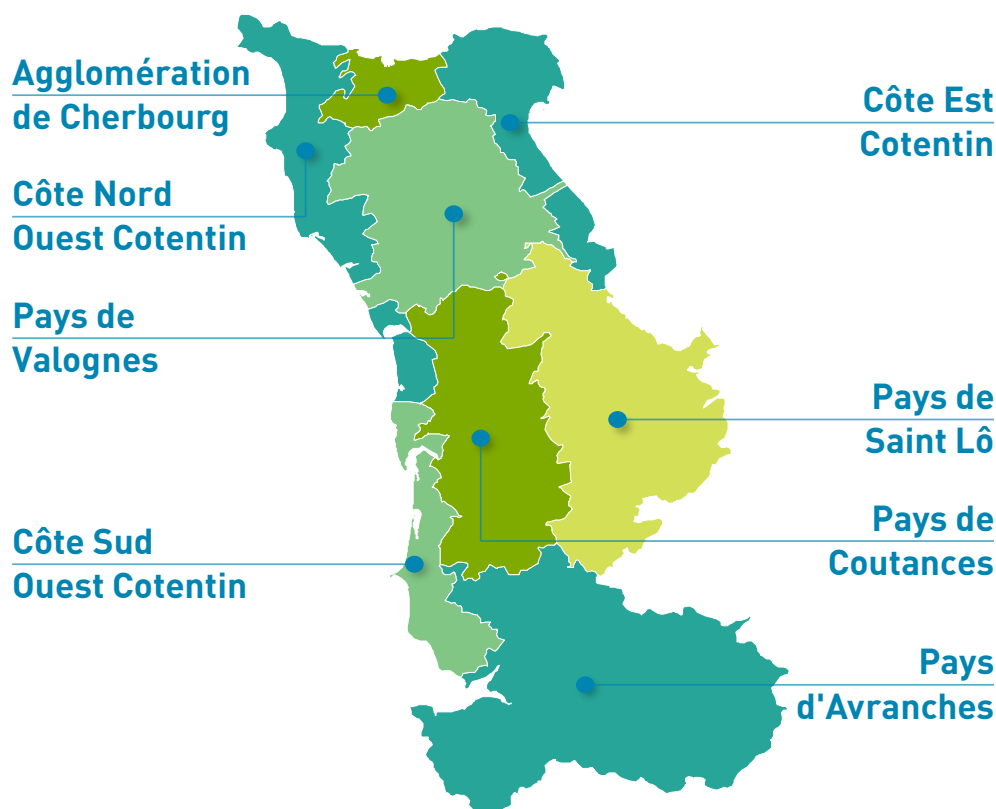 Agglomération
de Cherbourg
Côte Est
Cotentin
Côte Nord
Ouest Cotentin
Pays de
Valognes
Pays de
Saint Lô
Pays de
Coutances
Côte Sud
Ouest Cotentin
Pays
d'Avranches